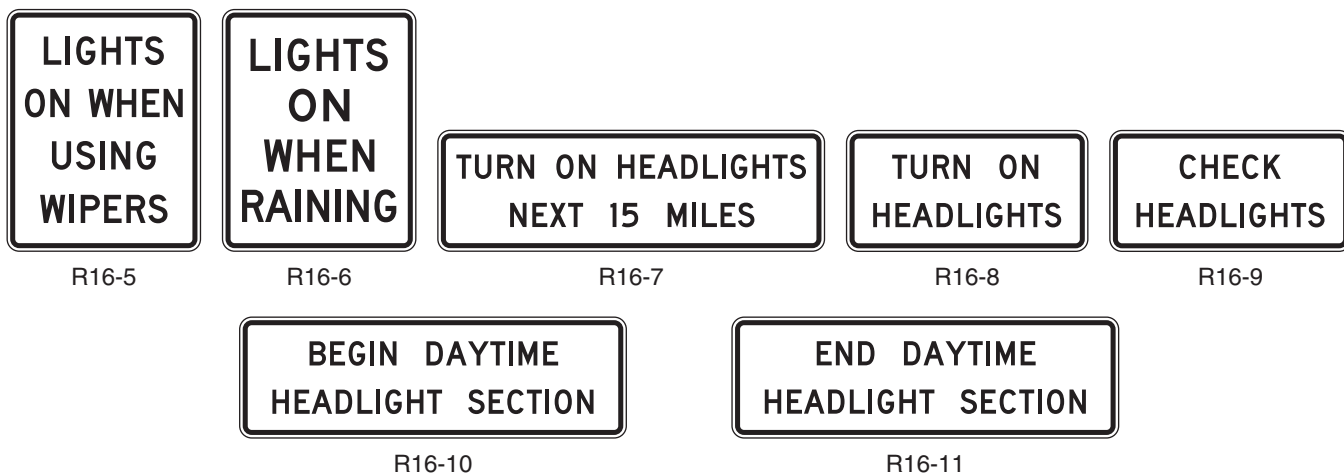 LIGHTS
ON WHEN
USING
WIPERS
R16-5
LIGHTS
ON
WHEN
RAINING
R16-6
TURN ON HEADLIGHTS
NEXT 15 MILES
R16-7
TURN ON
HEADLIGHTS
R16-8
CHECK
HEADLIGHTS
R16-9
BEGIN DAYTIME
HEADLIGHT SECTION
R16-10
END DAYTIME
HEADLIGHT SECTION
R16-11